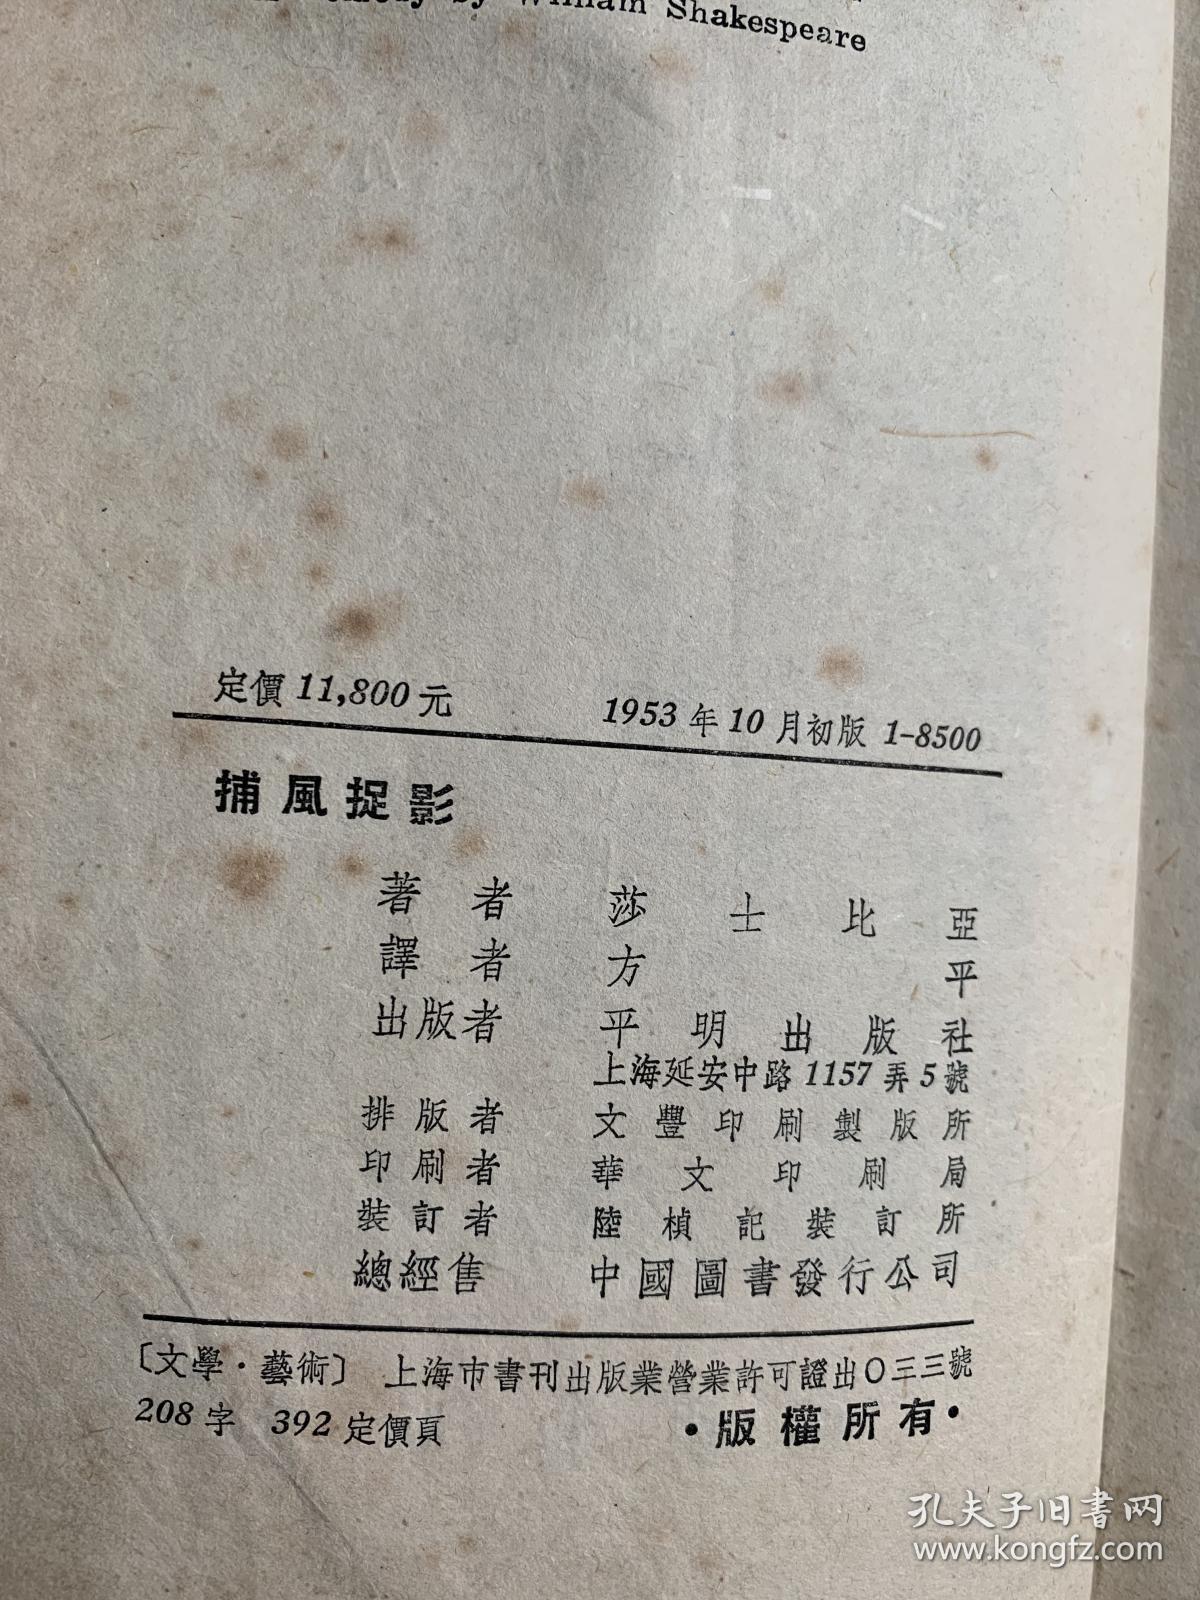 by William Shakespeare
定價 11,800 元 1953 年 10 月初版 1-8500
捕風捉影
著者 莎士比亞
譯者 方平
出版者 平明出版社
上海延安中路 1157 弄 5 號
排版者 文豐印刷製版所
印刷者 華文印刷局
裝訂者 陸楨記裝訂所
總經售 中國圖書發行公司
〔文學·藝術〕 上海市書刊出版業營業許可證出〇三三號
208 字 392 定價頁 ·版權所有·
孔夫子旧书网
www.kongfz.com